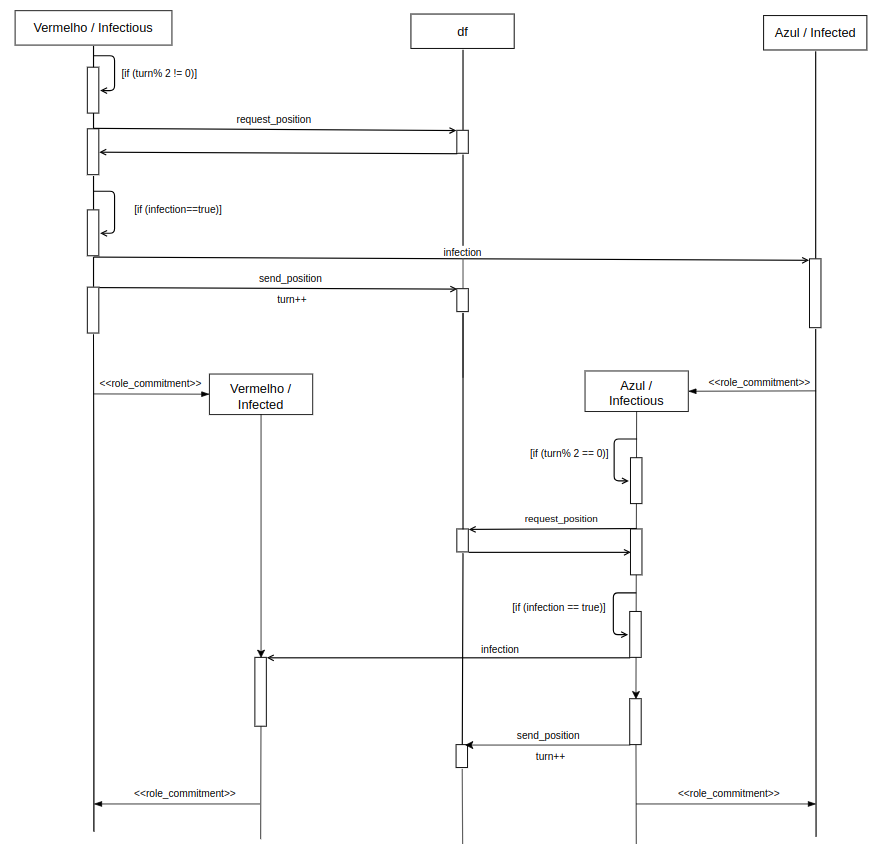 Vermelho / Infectious
df
Azul / Infected
[if (turn% 2 != 0)]
request_position
[if (infection==true)]
infection
send_position
turn++
<<role_commitment>>
Vermelho /
Infected
Azul /
Infectious
<<role_commitment>>
[if (turn% 2 == 0)]
request_position
[if (infection == true)]
infection
send_position
turn++
<<role_commitment>>
<<role_commitment>>